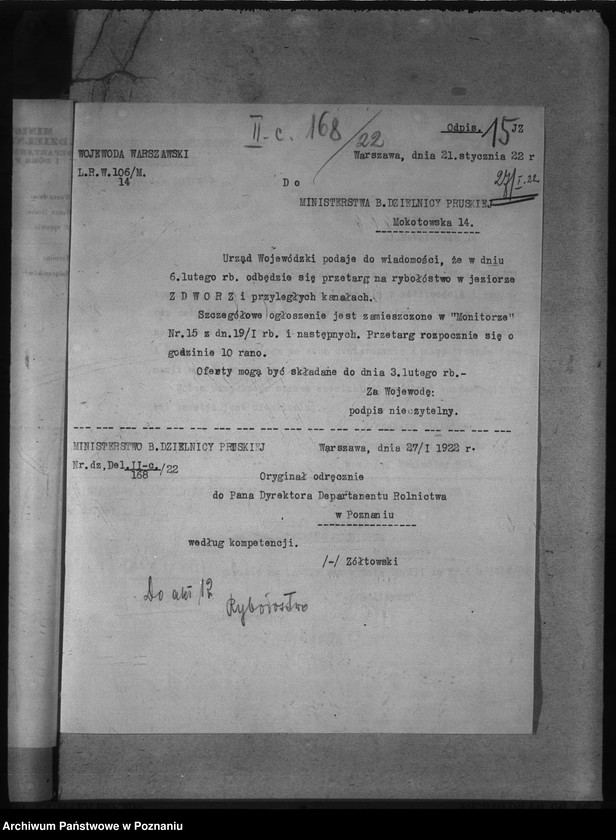 II-c. 168/22
Odpis. 15 JZ
WOJEWODA WARSZAWSKI
Warszawa, dnia 21.stycznia 22 r
L.R.W.106/M.
14
27/I.22
Do
MINISTERSTWA B.DZIELNICY PRUSKIEJ
Mokotowska 14.
Urząd Wojewódzki podaje do wiadomości, że w dniu
6.lutego rb. odbędzie się przetarg na rybołóstwo w jeziorze
Z D W O R Z i przyległych kanałach.
Szczegółowe ogłoszenie jest zamieszczone w "Monitorze"
Nr.15 z dn.19/I rb. i następnych. Przetarg rozpocznie się o
godzinie 10 rano.
Oferty mogą być składane do dnia 3.lutego rb.-
Za Wojewodę:
podpis nieczytelny.
MINISTERSTWO B.DZIELNICY PRUSKIEJ Warszawa, dnia 27/I 1922 r.
Nr.dz.Del.II-c./22
168
Oryginał odręcznie
do Pana Dyrektora Departamentu Rolnictwa
w Poznaniu
według kompetencji.
/-/ Zółtowski
Do akt 12
Rybołostwo
Archiwum Państwowe w Poznaniu